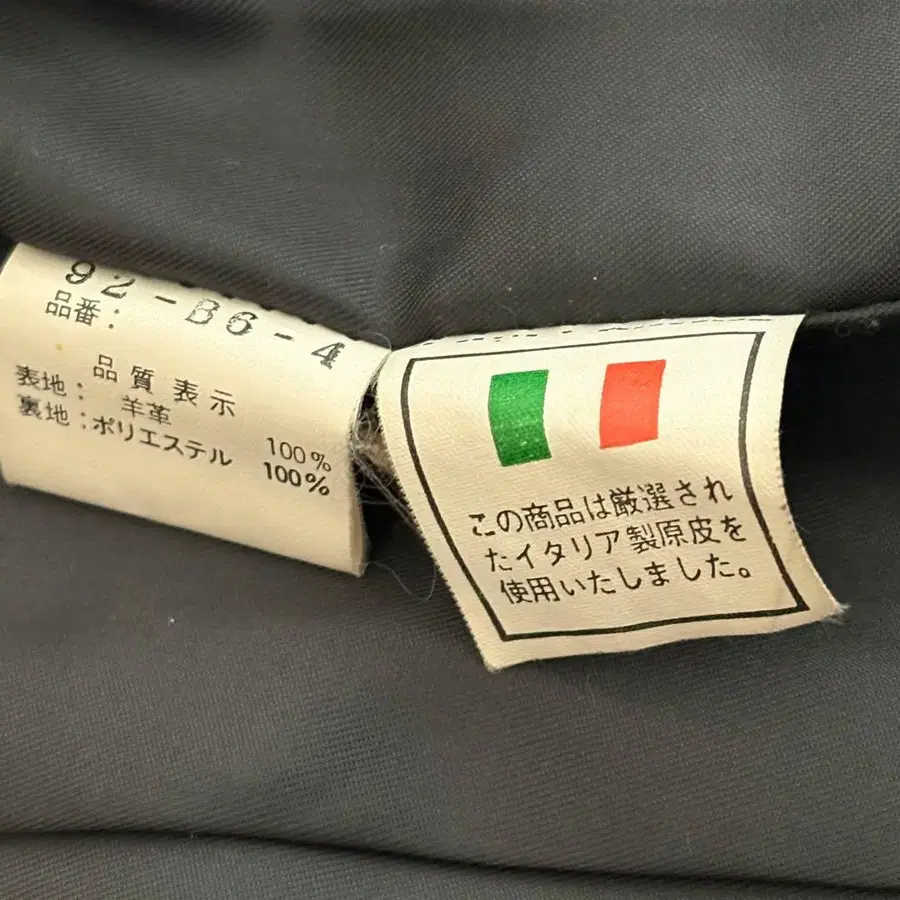 92-B6-4
品番：
品質表示
表地：羊革 100%
裏地：ポリエステル 100%
この商品は厳選され
たイタリア製原皮を
使用いたしました。